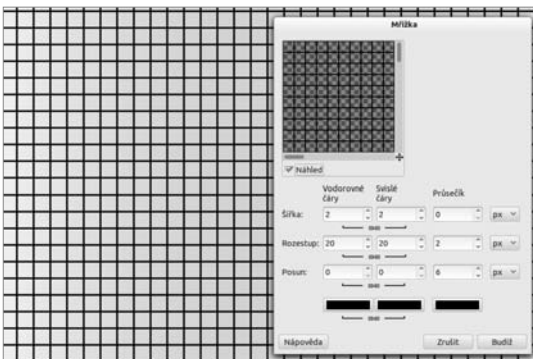 Mřížka
Náhled
Vodorovné čáry Svislé čáry Průsečík
Šířka: 2 2 0 px
Rozestup: 20 20 2 px
Posun: 0 0 6 px
Nápověda Zrušit Budiž